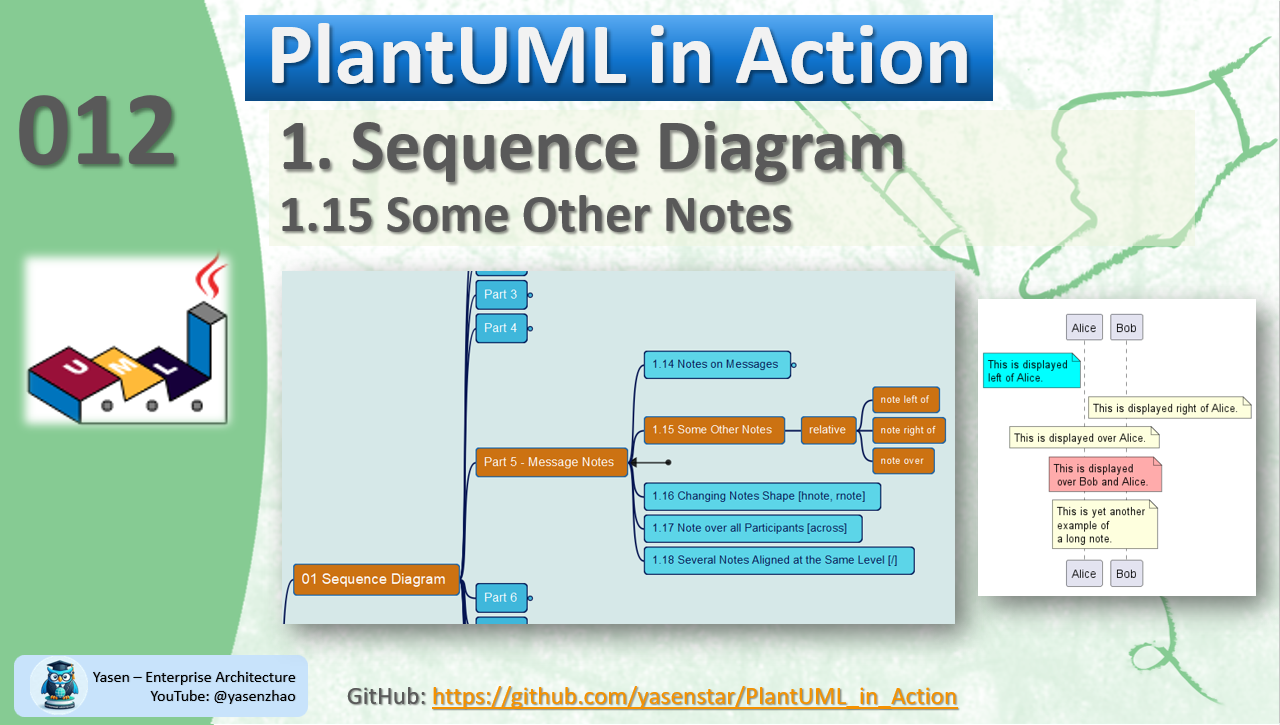 PlantUML in Action
012
1. Sequence Diagram
1.15 Some Other Notes
UML
Part 3
Part 4
1.14 Notes on Messages
1.15 Some Other Notes
relative
note left of
note right of
note over
Part 5 - Message Notes
1.16 Changing Notes Shape [hnote, rnote]
1.17 Note over all Participants [across]
1.18 Several Notes Aligned at the Same Level [/]
01 Sequence Diagram
Part 6
Alice Bob
This is displayed
left of Alice.
This is displayed right of Alice.
This is displayed over Alice.
This is displayed
over Bob and Alice.
This is yet another
example of
a long note.
Alice Bob
Yasen – Enterprise Architecture
YouTube: @yasenzhao
GitHub: https://github.com/yasenstar/PlantUML_in_Action